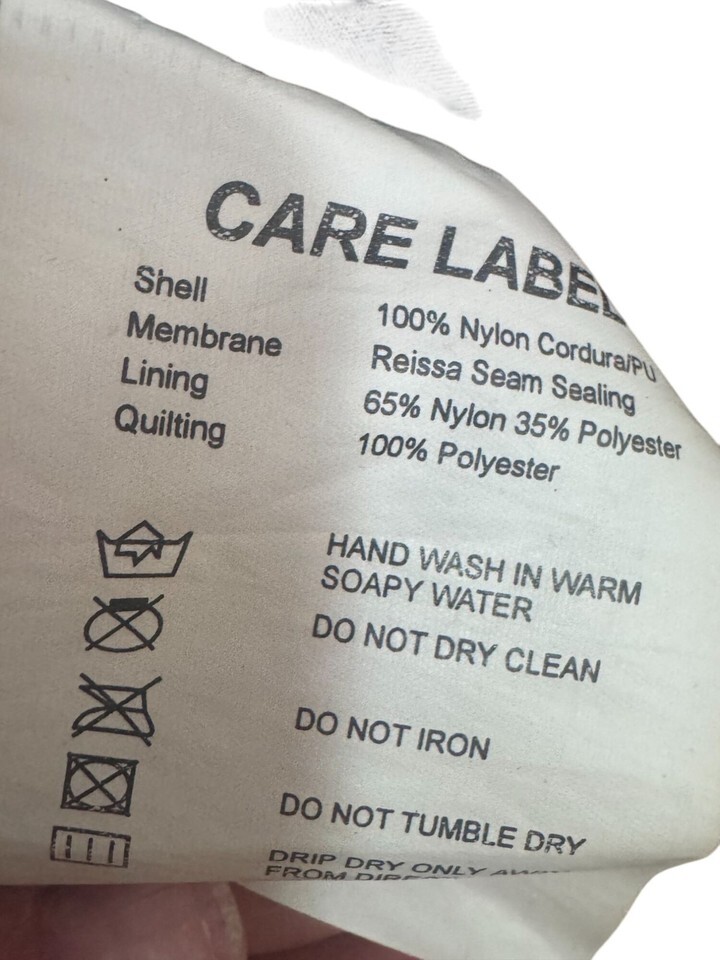 CARE LABEL
Shell 100% Nylon Cordura/PU
Membrane Reissa Seam Sealing
Lining 65% Nylon 35% Polyester
Quilting 100% Polyester
HAND WASH IN WARM
SOAPY WATER
DO NOT DRY CLEAN
DO NOT IRON
DO NOT TUMBLE DRY
DRIP DRY ONLY
FROM